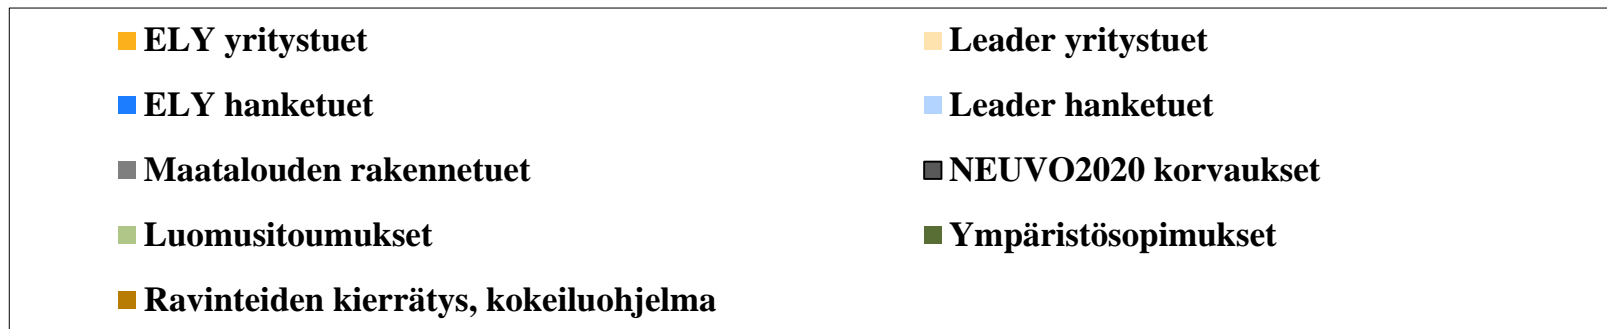 ELY yritystuet
Leader yritystuet
ELY hanketuet
Leader hanketuet
Maatalouden rakennetuet
NEUVO2020 korvaukset
Luomusitoumukset
Ympäristösopimukset
Ravinteiden kierrätys, kokeiluohjelma